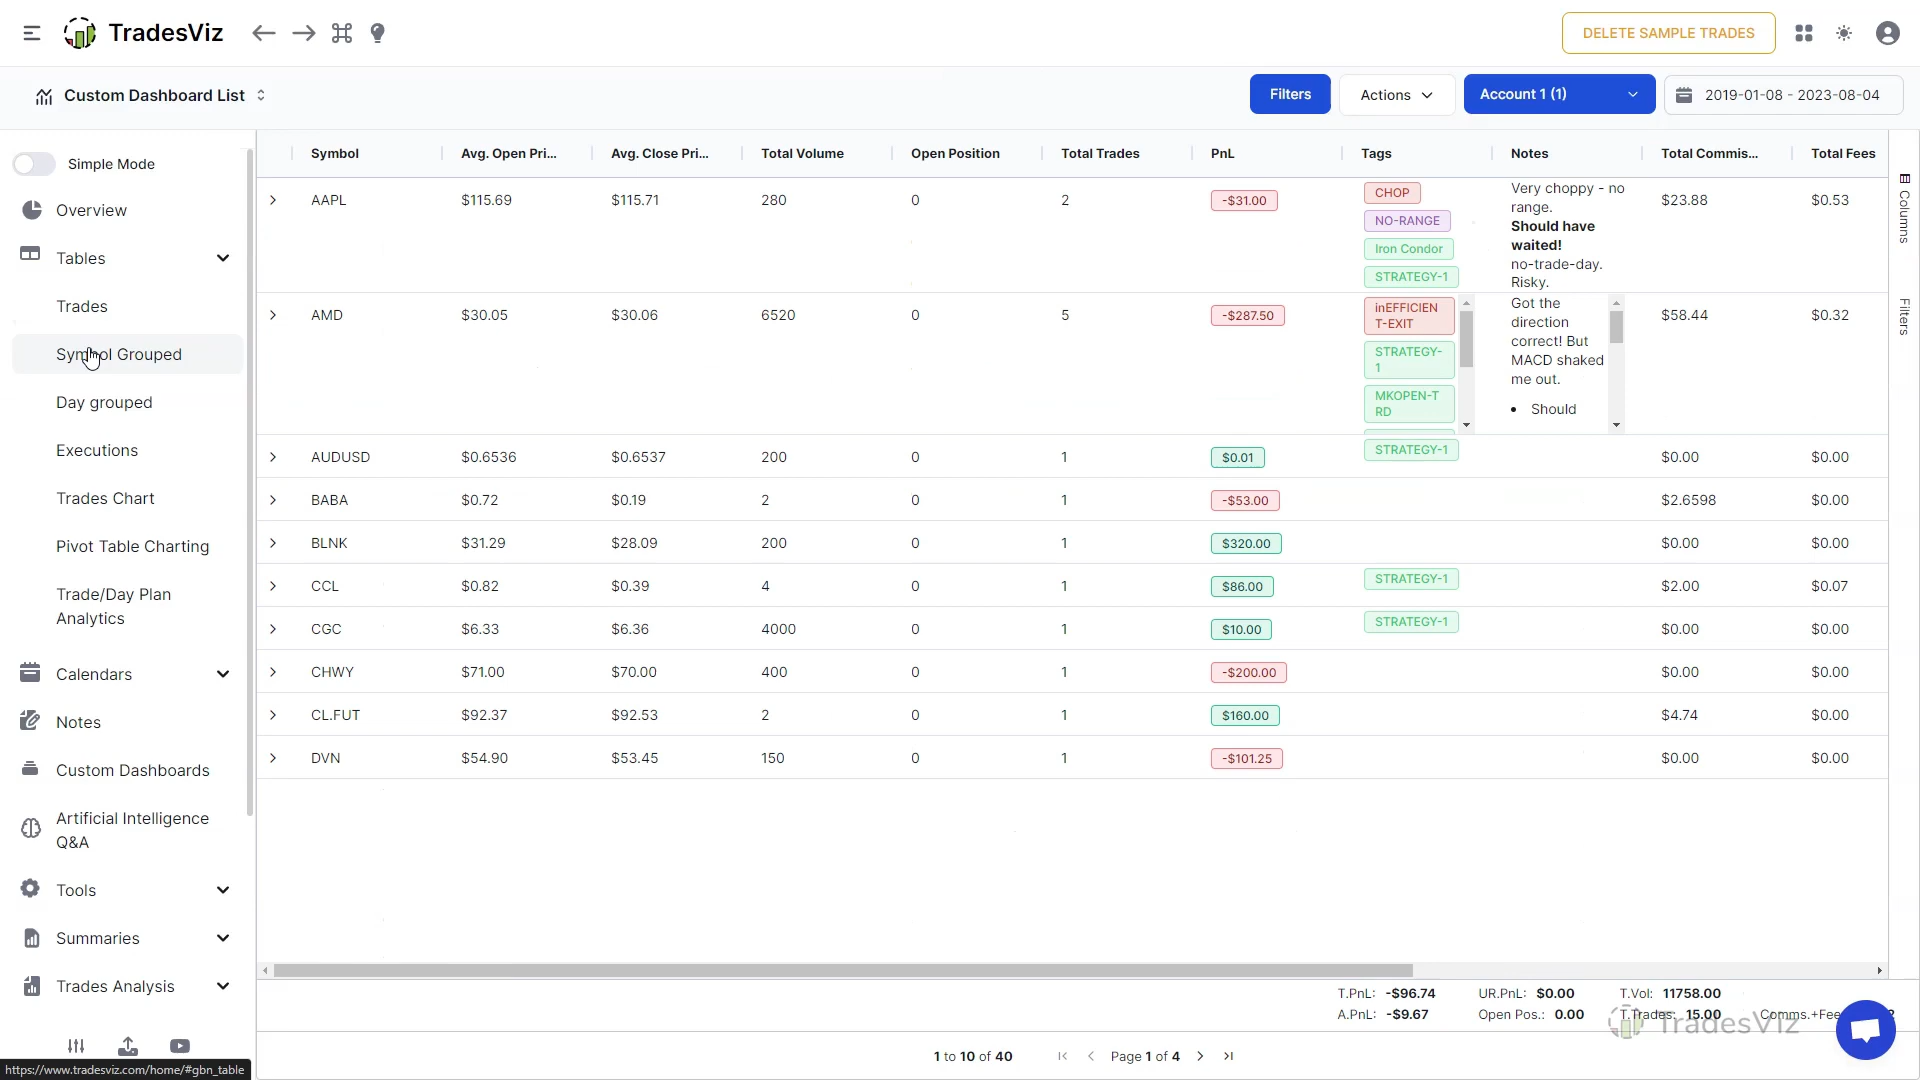 TradesViz
DELETE SAMPLE TRADES
Custom Dashboard List
Filters
Actions
Account 1 (1)
2019-01-08 - 2023-08-04
Simple Mode
Overview
Tables
Trades
Symbol Grouped
Day grouped
Executions
Trades Chart
Pivot Table Charting
Trade/Day Plan
Analytics
Calendars
Notes
Custom Dashboards
Artificial Intelligence
Q&A
Tools
Summaries
Trades Analysis
https://www.tradesviz.com/home/#gbn_table
Symbol Avg. Open Pri... Avg. Close Pri... Total Volume Open Position Total Trades PnL Tags Notes Total Commis... Total Fees
AAPL $115.69 $115.71 280 0 2 -$31.00 $23.88 $0.53
CHOP
NO-RANGE
Iron Condor
STRATEGY-1
Very choppy - no
range.
Should have
waited!
no-trade-day.
Risky.
AMD $30.05 $30.06 6520 0 5 -$287.50 $58.44 $0.32
inEFFICIEN
T-EXIT
STRATEGY-
1
MKOPEN-T
RD
Got the
direction
correct! But
MACD shaked
me out.
• Should
AUDUSD $0.6536 $0.6537 200 0 1 $0.01 STRATEGY-1 $0.00 $0.00
BABA $0.72 $0.19 2 0 1 -$53.00 $2.6598 $0.00
BLNK $31.29 $28.09 200 0 1 $320.00 $0.00 $0.00
CCL $0.82 $0.39 4 0 1 $86.00 STRATEGY-1 $2.00 $0.07
CGC $6.33 $6.36 4000 0 1 $10.00 STRATEGY-1 $0.00 $0.00
CHWY $71.00 $70.00 400 0 1 -$200.00 $0.00 $0.00
CL.FUT $92.37 $92.53 2 0 1 $160.00 $4.74 $0.00
DVN $54.90 $53.45 150 0 1 -$101.25 $0.00 $0.00
Columns
Filters
T.PnL: -$96.74 UR.PnL: $0.00 T.Vol: 11758.00
A.PnL: -$9.67 Open Pos.: 0.00 T.Trades: 15.00
TradesViz
1 to 10 of 40 Page 1 of 4